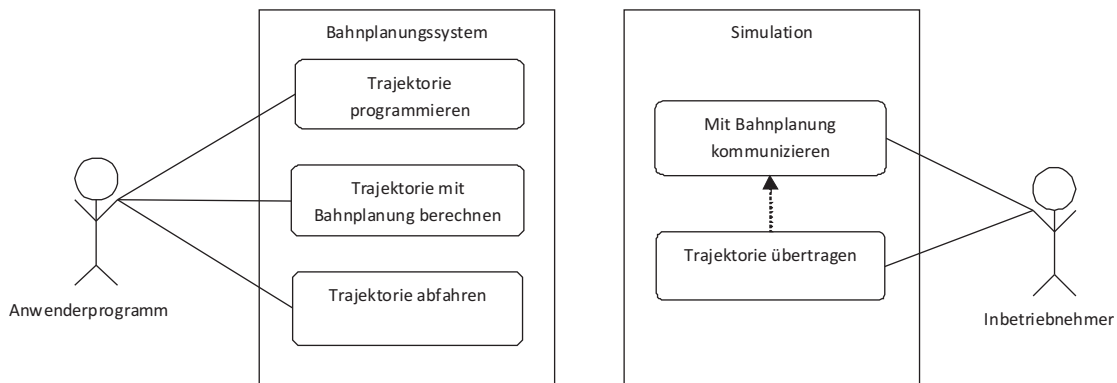 Bahnplanungssystem
Trajektorie
programmieren
Trajektorie mit
Bahnplanung berechnen
Trajektorie abfahren
Anwenderprogramm
Simulation
Mit Bahnplanung
kommunizieren
Trajektorie übertragen
Inbetriebnehmer